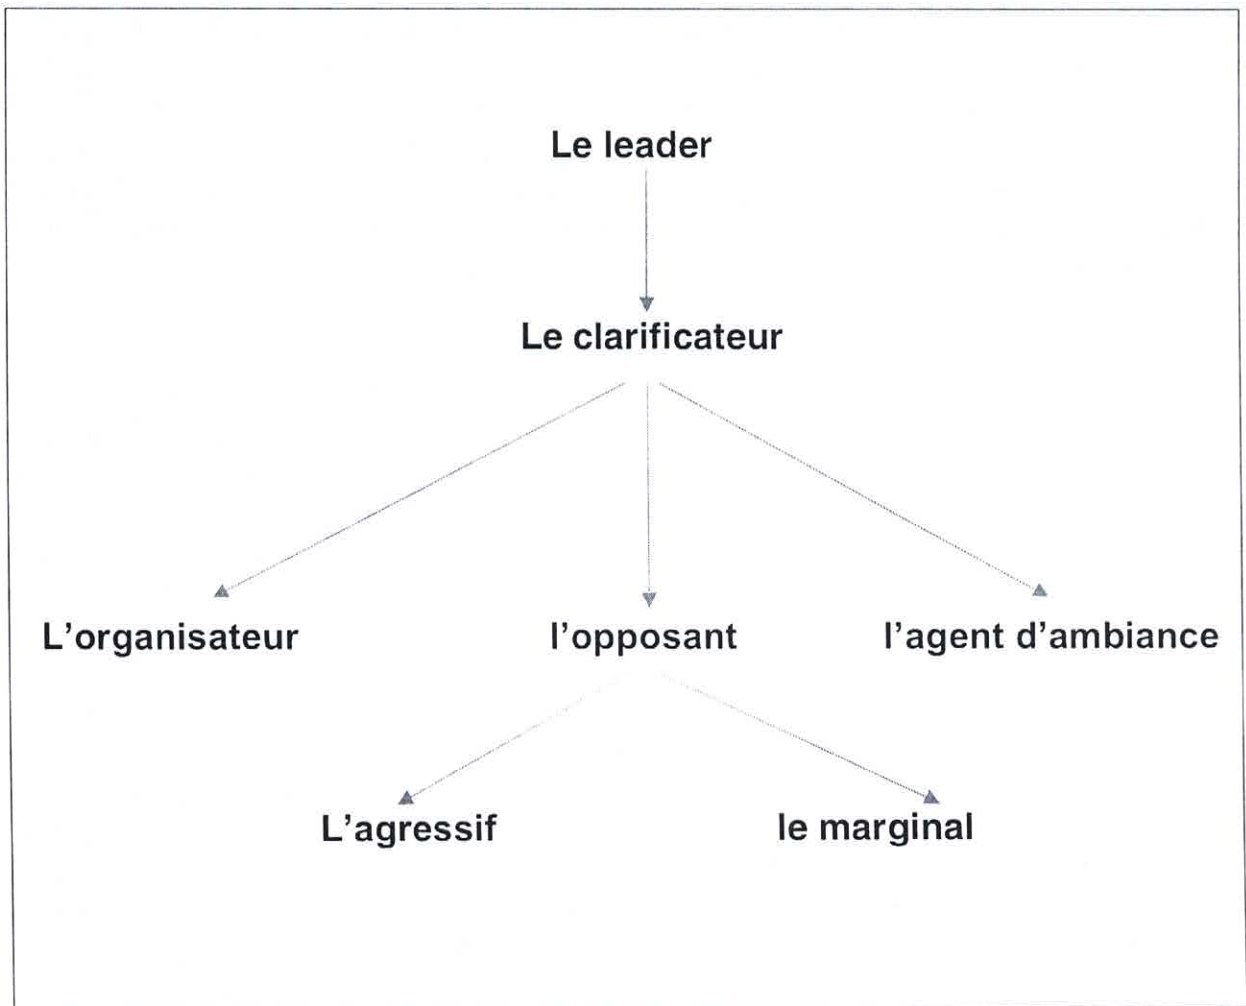 Le leader
Le clarificateur
L'organisateur l'opposant l'agent d'ambiance
L'agressif le marginal